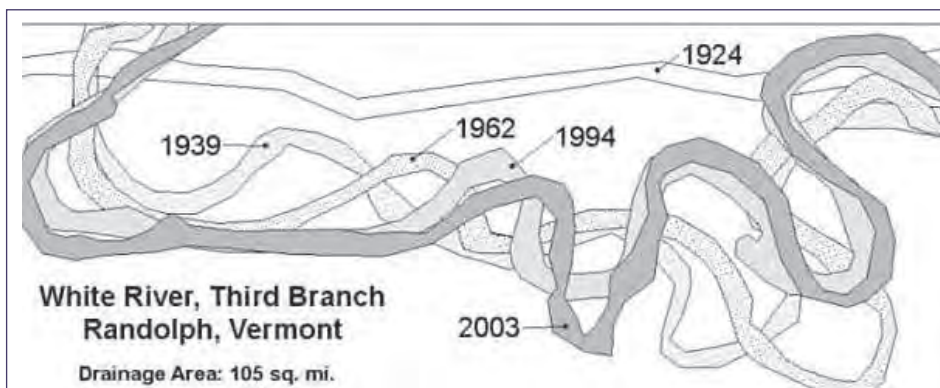 1924
1939
1962
1994
White River, Third Branch
Randolph, Vermont
2003
Drainage Area: 105 sq. mi.